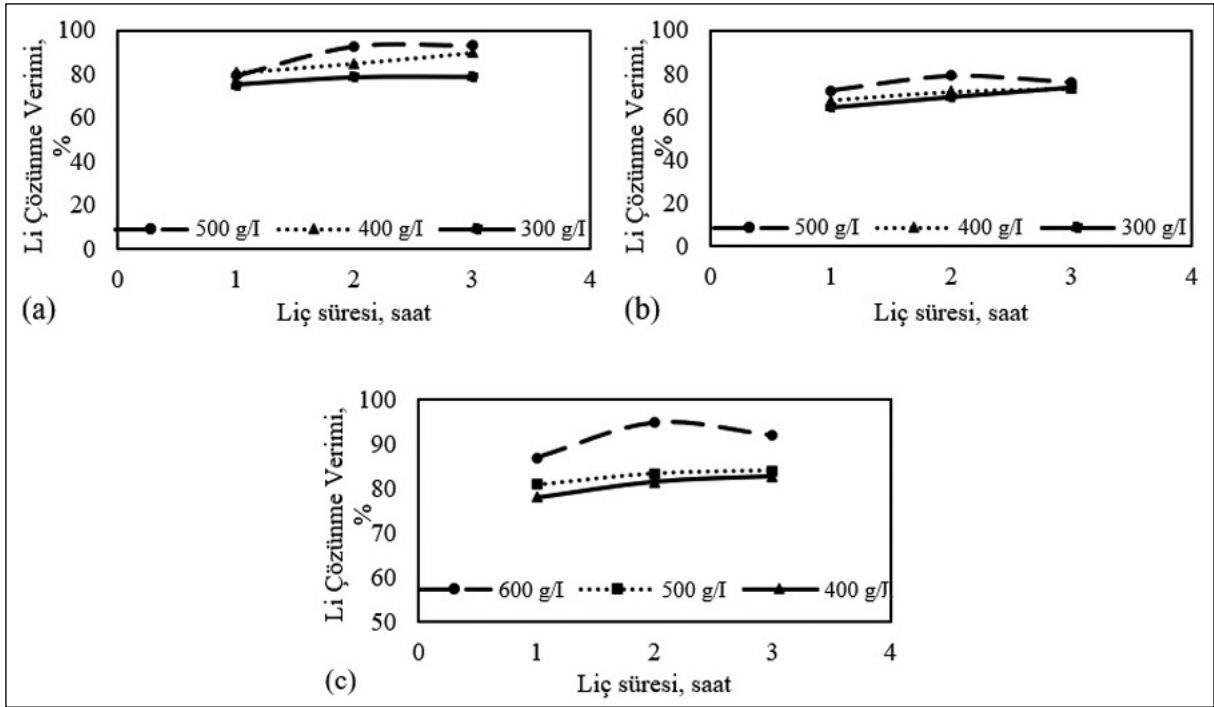 Li Çözünme Verimi,
%
100
80
60
40
20
0
500 g/I 400 g/I 300 g/I
0 1 2 3 4
Liç süresi, saat
(a)
Li Çözünme Verimi,
%
100
80
60
40
20
0
500 g/I 400 g/I 300 g/I
0 1 2 3 4
Liç süresi, saat
(b)
Li Çözünme Verimi,
%
100
90
80
70
60
50
600 g/I 500 g/I 400 g/I
0 1 2 3 4
Liç süresi, saat
(c)